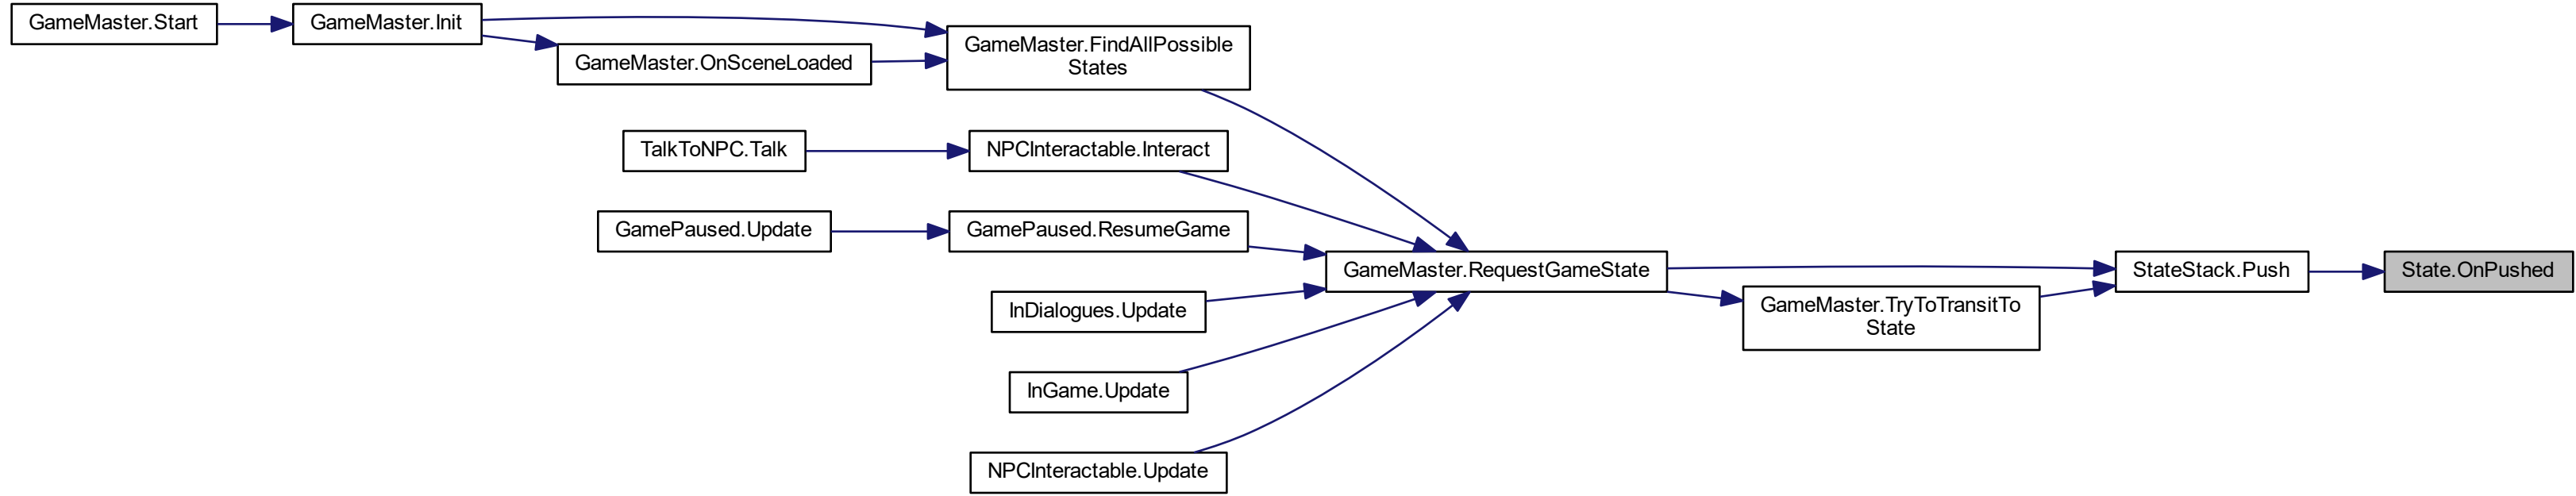 GameMaster.Start
GameMaster.Init
GameMaster.OnSceneLoaded
GameMaster.FindAllPossible
States
TalkToNPC.Talk
NPCInteractable.Interact
GamePaused.Update
GamePaused.ResumeGame
InDialogues.Update
InGame.Update
NPCInteractable.Update
GameMaster.RequestGameState
GameMaster.TryToTransitTo
State
StateStack.Push
State.OnPushed